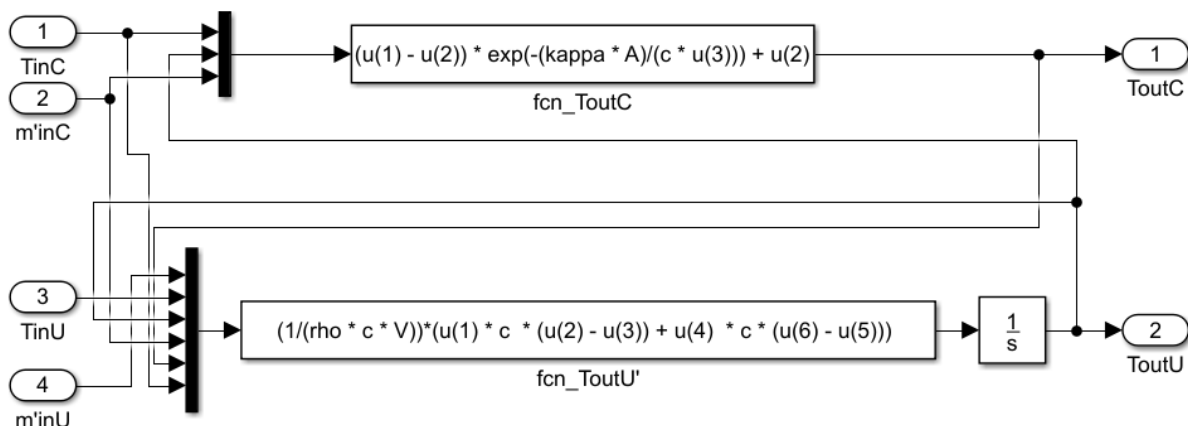 1
TinC
2
m'inC
(u(1) - u(2)) * exp(-(kappa * A)/(c * u(3))) + u(2)
fcn_ToutC
1
ToutC
3
TinU
4
m'inU
(1/(rho * c * V))*(u(1) * c  * (u(2) - u(3)) + u(4)  * c * (u(6) - u(5)))
fcn_ToutU'
1
s
2
ToutU